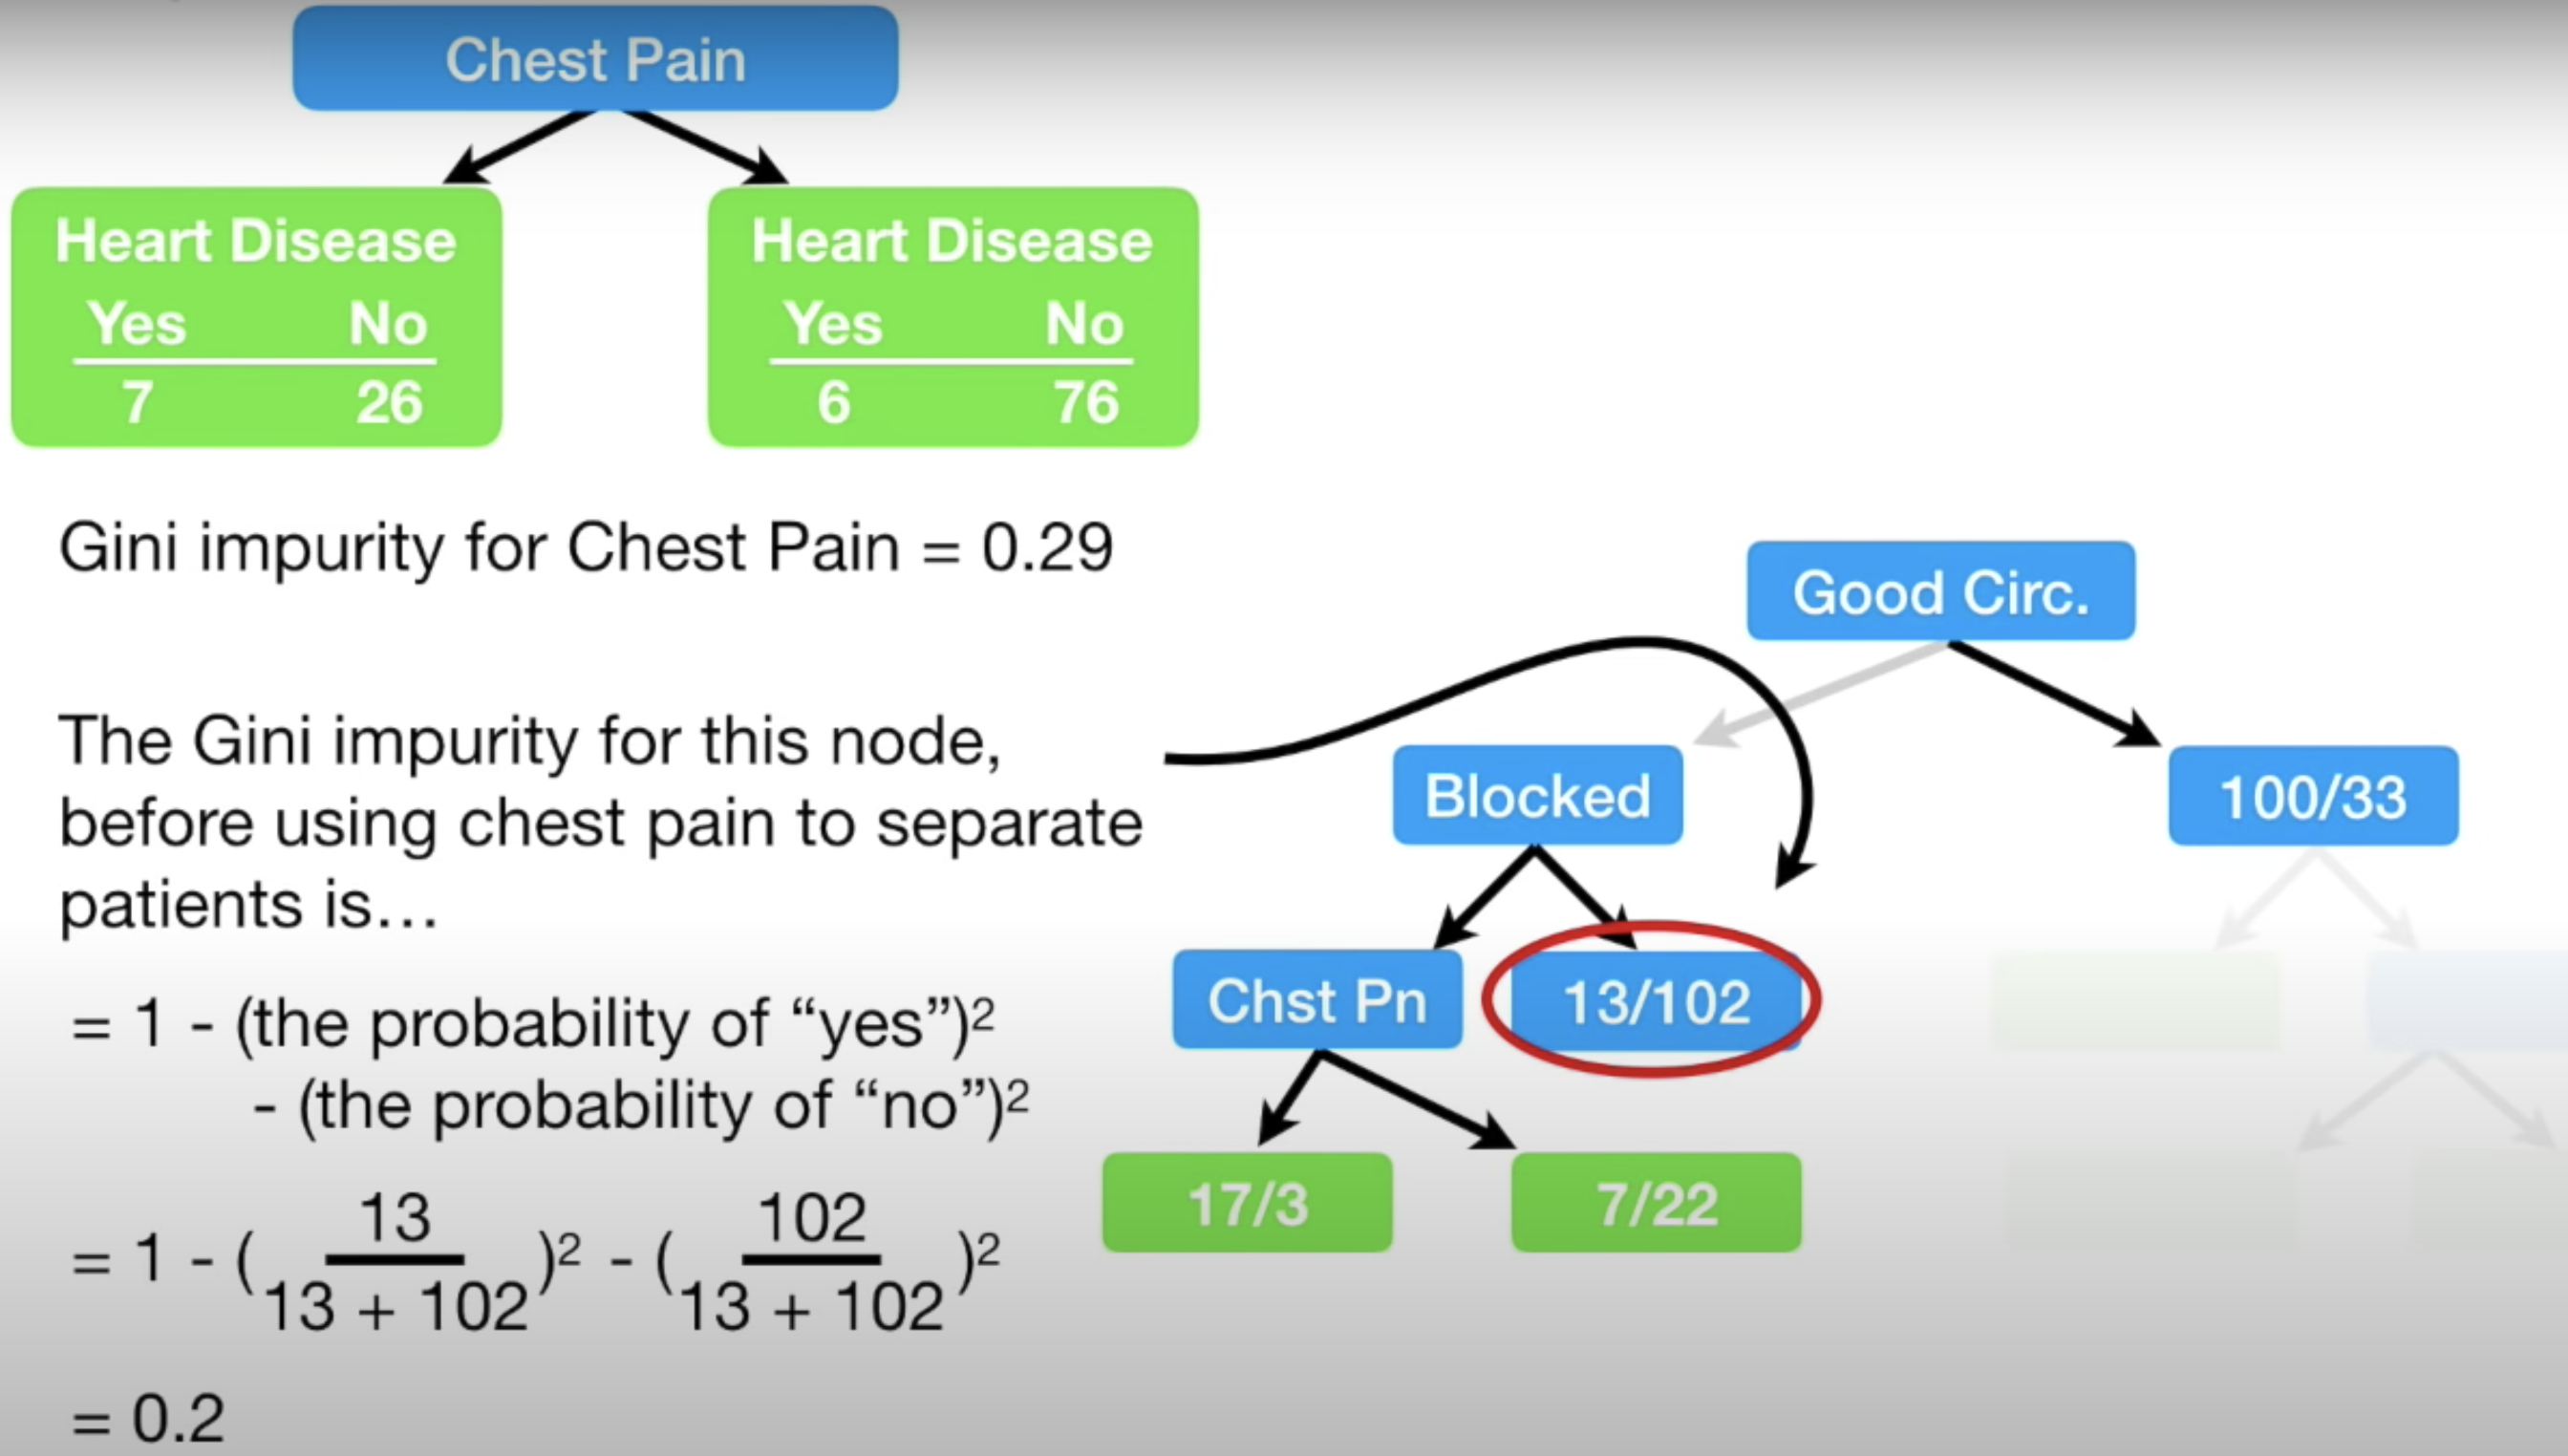 Chest Pain
Heart Disease
Yes No
7 26
Heart Disease
Yes No
6 76
Gini impurity for Chest Pain = 0.29
The Gini impurity for this node,
before using chest pain to separate
patients is…
= 1 - (the probability of “yes”)²
- (the probability of “no”)²
= 1 - ( 13 / 13 + 102 )² - ( 102 / 13 + 102 )²
= 0.2
Good Circ.
Blocked
100/33
Chst Pn
13/102
17/3
7/22